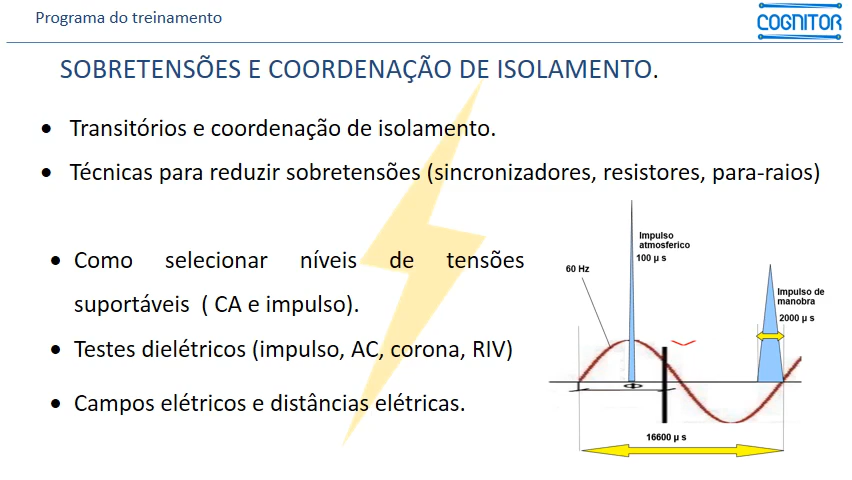 Programa do treinamento
COGNITOR
SOBRETENSÕES E COORDENAÇÃO DE ISOLAMENTO.
• Transitórios e coordenação de isolamento.
• Técnicas para reduzir sobretensões (sincronizadores, resistores, para-raios)
• Como selecionar níveis de tensões
suportáveis ( CA e impulso).
• Testes dielétricos (impulso, AC, corona, RIV)
• Campos elétricos e distâncias elétricas.
Impulso
atmosferico
100 µ s
60 Hz
Impulso de
manobra
2000 µ s
16600 µ s